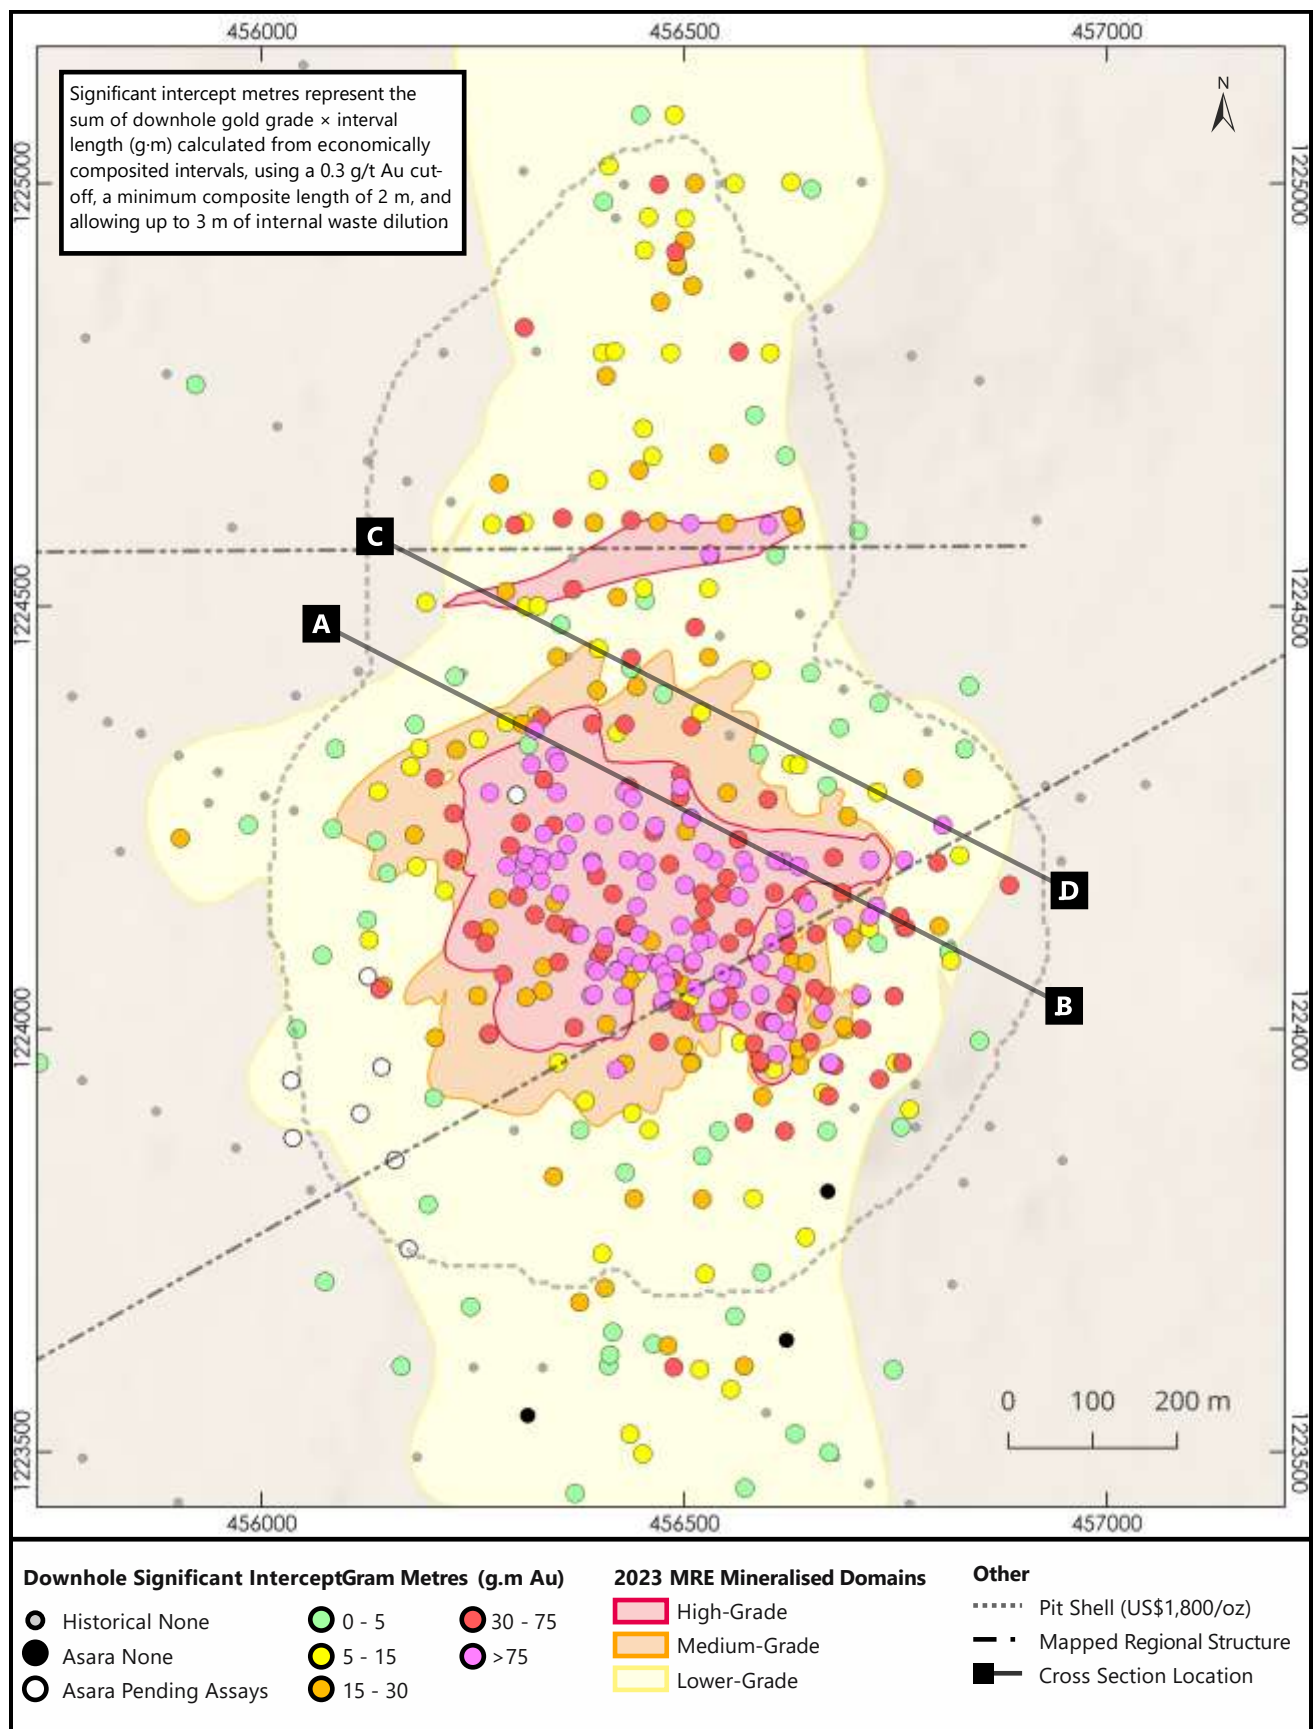 456000 456500 457000
N
Significant intercept metres represent the
sum of downhole gold grade × interval
length (g·m) calculated from economically
composited intervals, using a 0.3 g/t Au cut-
off, a minimum composite length of 2 m, and
allowing up to 3 m of internal waste dilution
1225000 1225000
C
A
1224500 1224500
D
B
1224000 1224000
0 100 200 m
1223500 1223500
456000 456500 457000
Downhole Significant Intercept Gram Metres (g.m Au)
Historical None
Asara None
Asara Pending Assays
0 - 5
5 - 15
15 - 30
30 - 75
>75
2023 MRE Mineralised Domains
High-Grade
Medium-Grade
Lower-Grade
Other
Pit Shell (US$1,800/oz)
Mapped Regional Structure
Cross Section Location